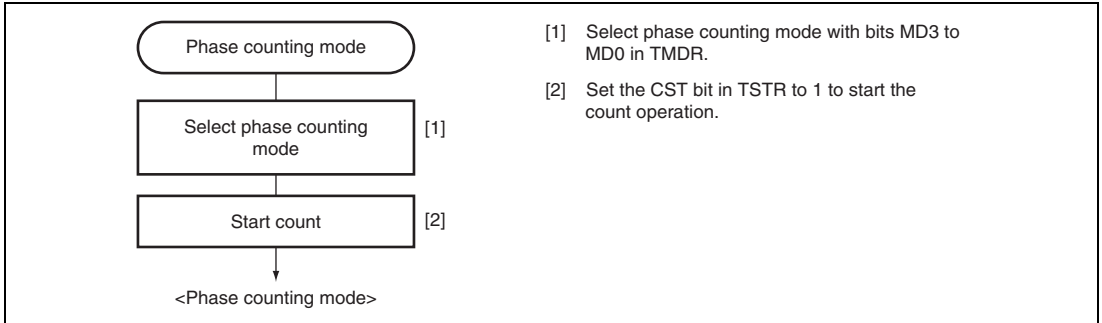 Phase counting mode
Select phase counting
mode
[1]
Start count
[2]
<Phase counting mode>
[1] Select phase counting mode with bits MD3 to
MD0 in TMDR.
[2] Set the CST bit in TSTR to 1 to start the
count operation.